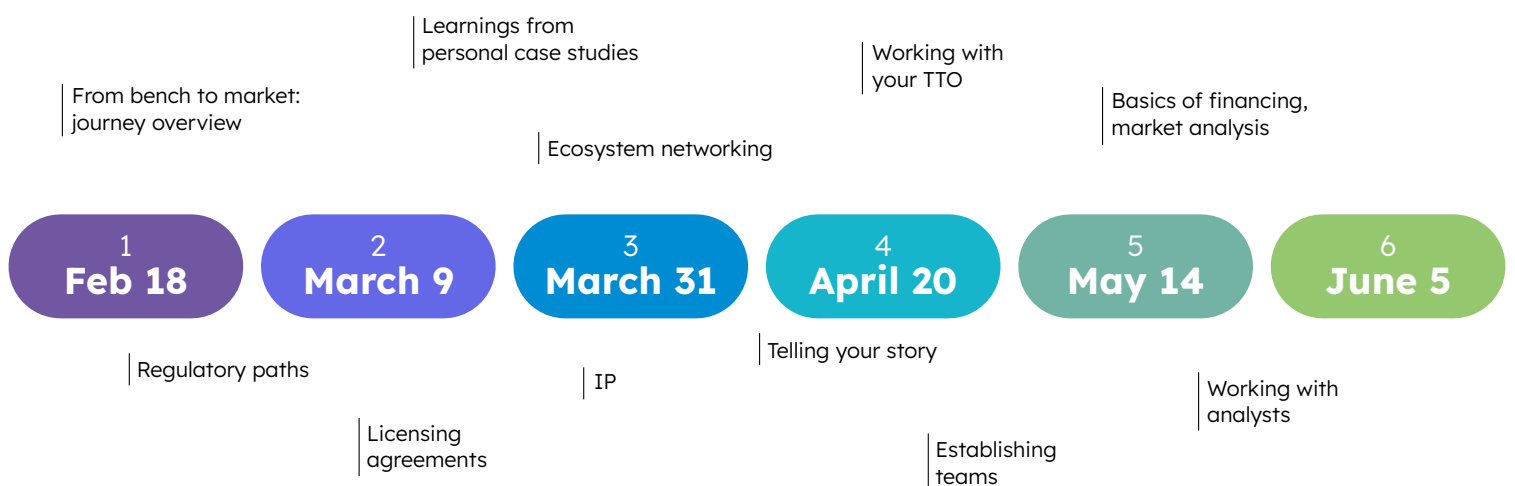 Learnings from
personal case studies
Working with
your TTO
From bench to market:
journey overview
Basics of financing,
market analysis
Ecosystem networking
1
Feb 18
2
March 9
3
March 31
4
April 20
5
May 14
6
June 5
Telling your story
Regulatory paths
IP
Working with
analysts
Licensing
agreements
Establishing
teams